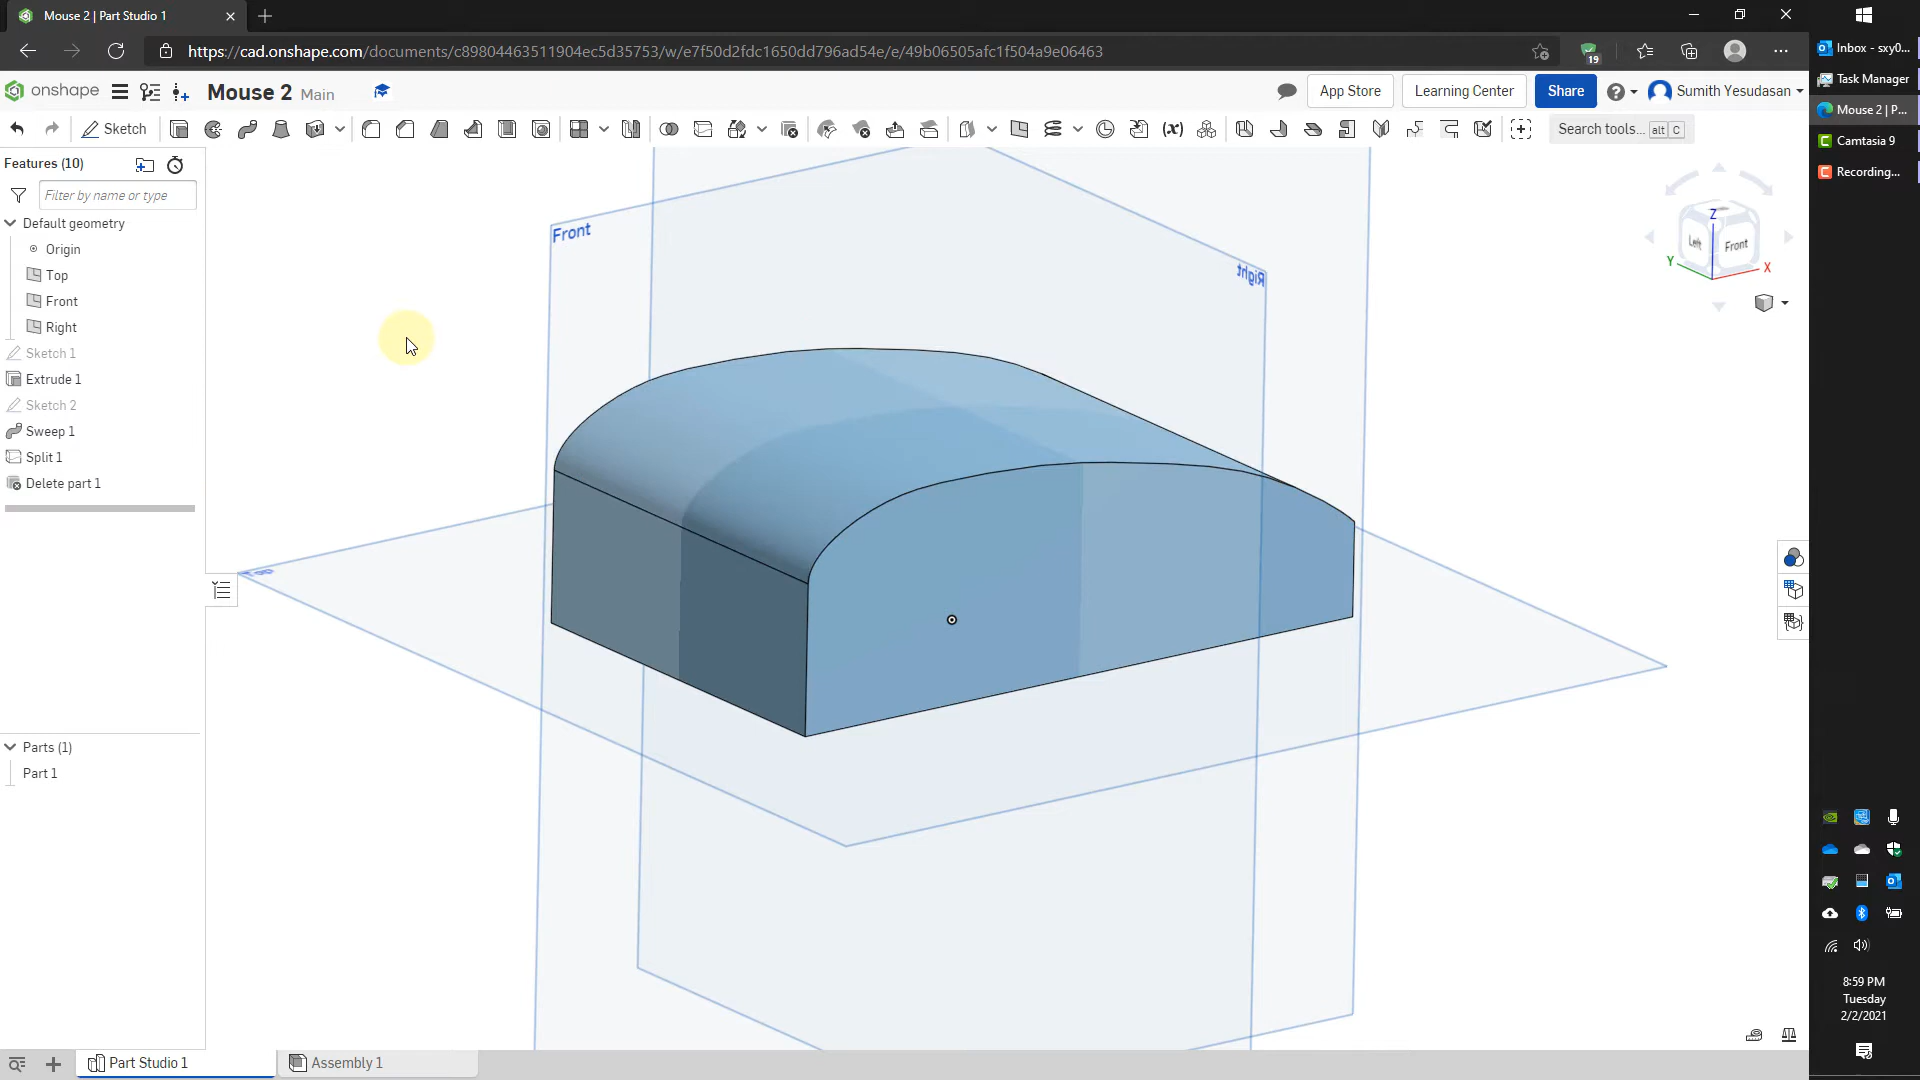 Mouse 2 | Part Studio 1
https://cad.onshape.com/documents/c89804463511904ec5d35753/w/e7f50d2fdc1650dd796ad54e/e/49b06505afc1f504a9e06463
19
onshape
Mouse 2 Main
App Store
Learning Center
Share
Sumith Yesudasan
Sketch
Search tools... alt C
Features (10)
Filter by name or type
Default geometry
Origin
Top
Front
Right
Sketch 1
Extrude 1
Sketch 2
Sweep 1
Split 1
Delete part 1
Parts (1)
Part 1
Front
Right
Top
Z
Left
Front
Y
X
Part Studio 1
Assembly 1
Inbox - sxy0...
Task Manager
Mouse 2 | P...
Camtasia 9
Recording...
8:59 PM
Tuesday
2/2/2021